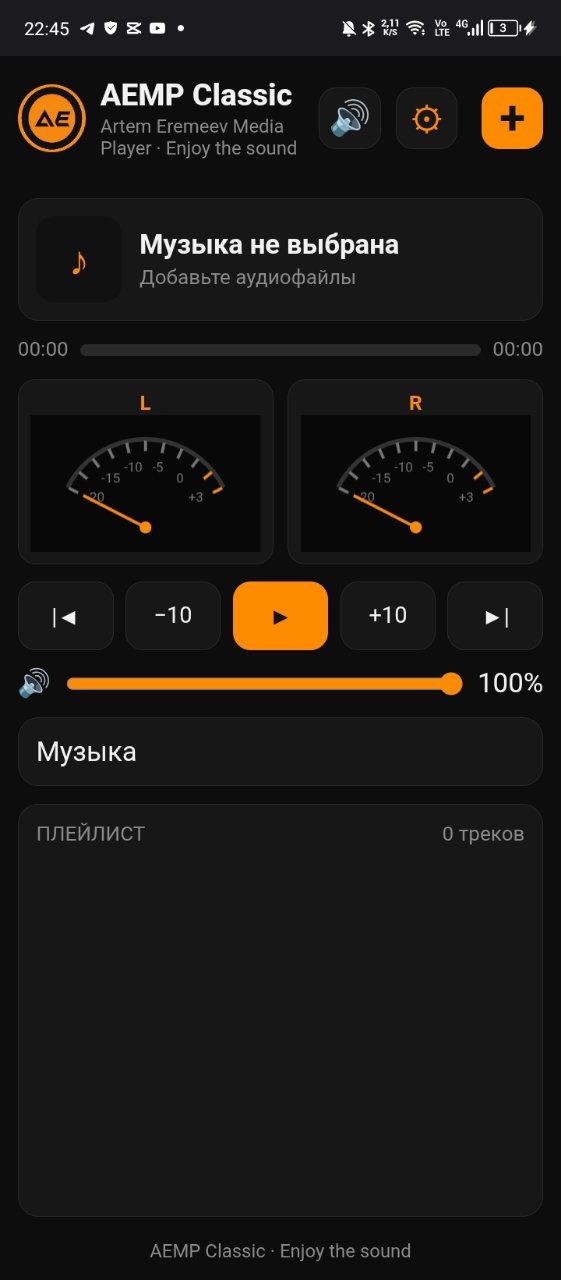 22:45
2,11 K/S
Vo LTE
4G
3
AE
AEMP Classic
Artem Eremeev Media
Player · Enjoy the sound
Музыка не выбрана
Добавьте аудиофайлы
00:00 00:00
L R
-20 -15 -10 -5 0 +3
-20 -15 -10 -5 0 +3
−10 +10
100%
Музыка
ПЛЕЙЛИСТ 0 треков
AEMP Classic · Enjoy the sound